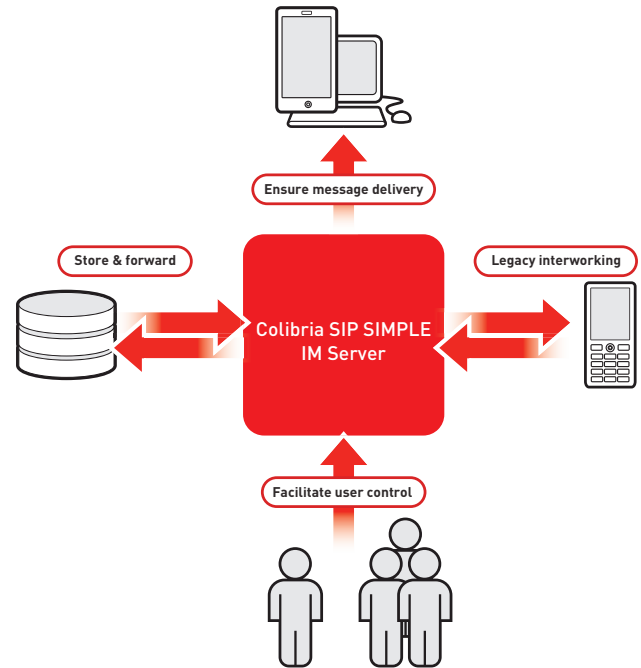 Ensure message delivery
Store & forward
Legacy interworking
Colibria SIP SIMPLE
IM Server
Facilitate user control